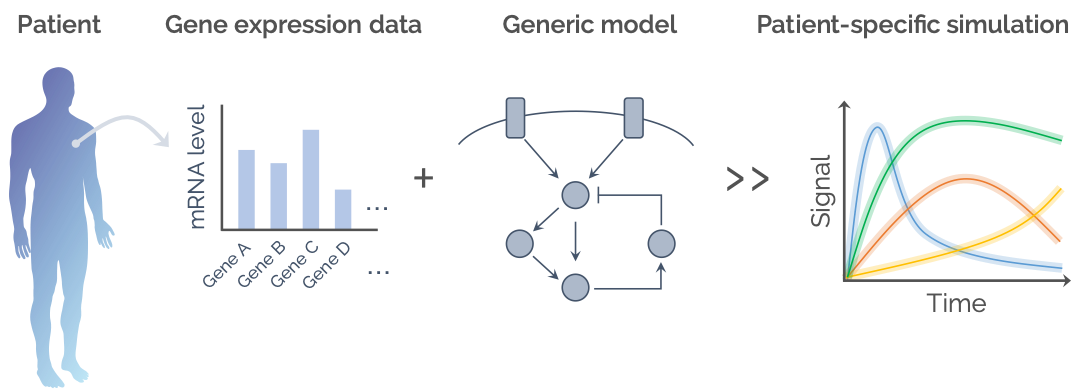 Patient
Gene expression data
Generic model
Patient-specific simulation
mRNA level
...
Gene A
Gene B
Gene C
Gene D
...
+
>>
Signal
Time